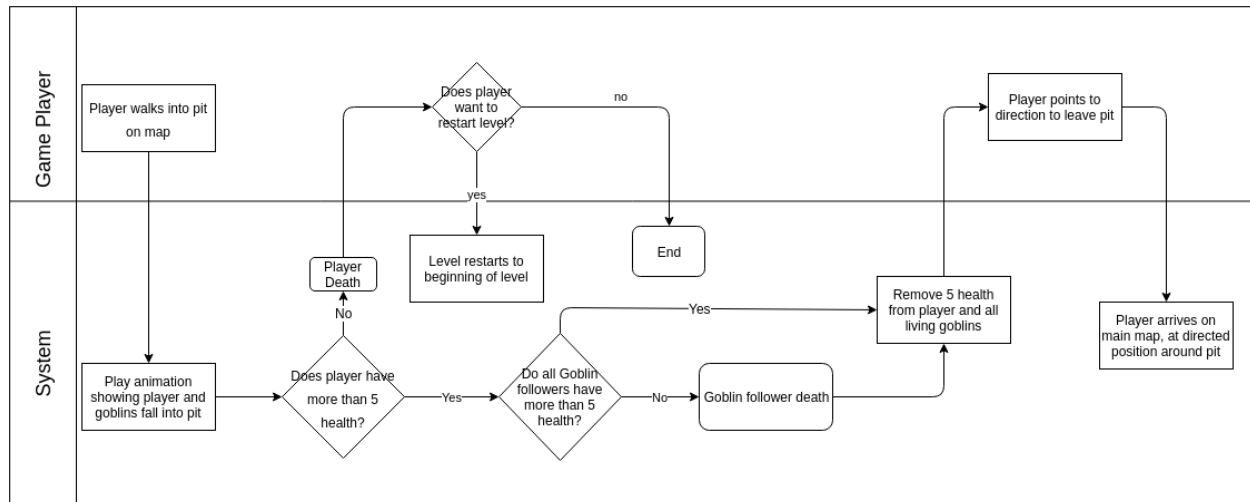 Game Player
Player walks into pit
on map
Does player
want to
restart level?
no
yes
Player points to
direction to leave pit
System
Player
Death
No
Level restarts to
beginning of level
End
Remove 5 health
from player and all
living goblins
Player arrives on
main map, at directed
position around pit
Play animation
showing player and
goblins fall into pit
Does player have
more than 5
health?
Yes
Do all Goblin
followers have
more than 5
health?
Yes
No
Goblin follower death